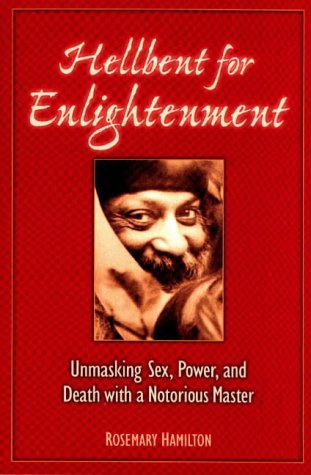 Hellbent for
Enlightenment
Unmasking Sex, Power, and
Death with a Notorious Master
ROSEMARY HAMILTON